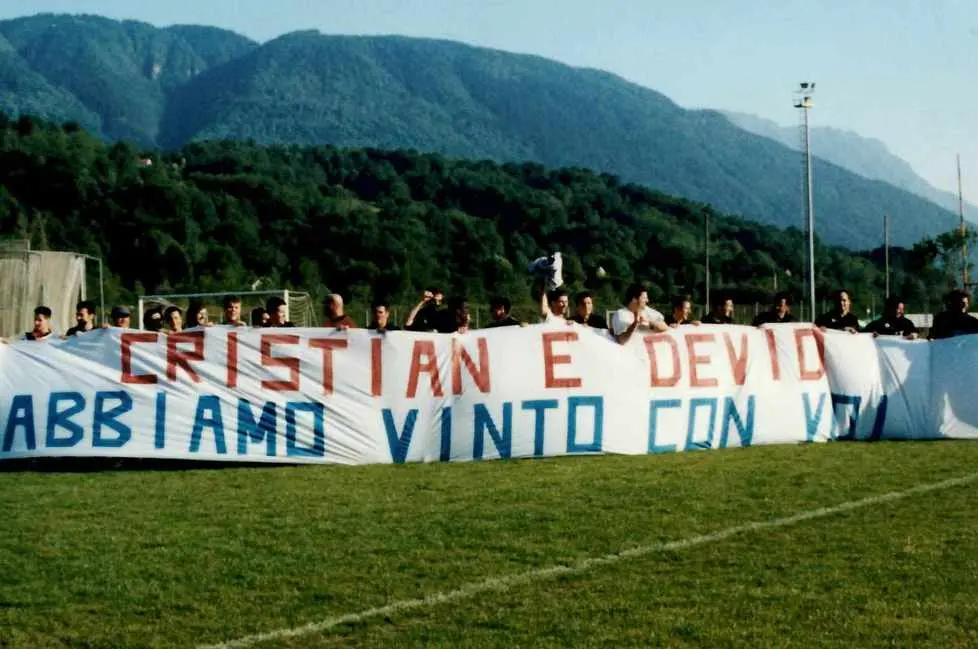 CRISTIAN E DEVID
ABBIAMO VINTO CON VOI